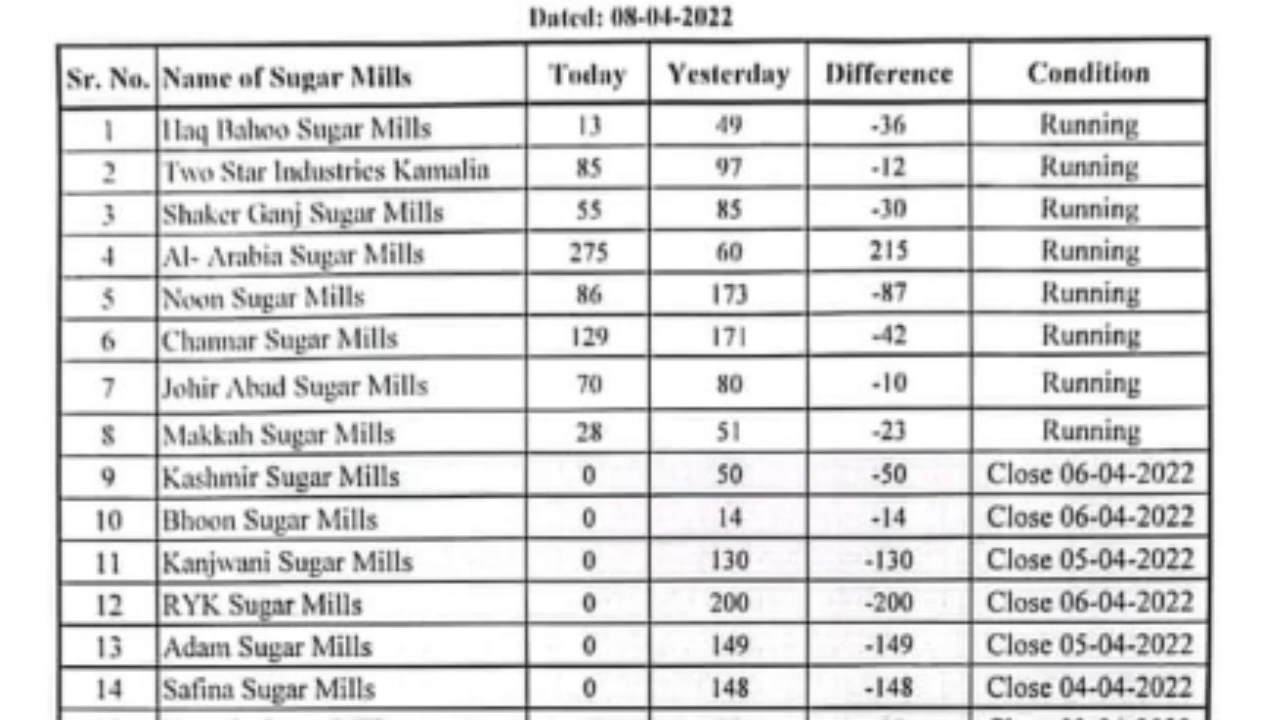 Dated: 08-04-2022
Sr. No. Name of Sugar Mills Today Yesterday Difference Condition
1 Haq Bahoo Sugar Mills 13 49 -36 Running
2 Two Star Industries Kamalia 85 97 -12 Running
3 Shaker Ganj Sugar Mills 55 85 -30 Running
4 Al- Arabia Sugar Mills 275 60 215 Running
5 Noon Sugar Mills 86 173 -87 Running
6 Channar Sugar Mills 129 171 -42 Running
7 Johir Abad Sugar Mills 70 80 -10 Running
8 Makkah Sugar Mills 28 51 -23 Running
9 Kashmir Sugar Mills 0 50 -50 Close 06-04-2022
10 Bhoon Sugar Mills 0 14 -14 Close 06-04-2022
11 Kanjwani Sugar Mills 0 130 -130 Close 05-04-2022
12 RYK Sugar Mills 0 200 -200 Close 06-04-2022
13 Adam Sugar Mills 0 149 -149 Close 05-04-2022
14 Safina Sugar Mills 0 148 -148 Close 04-04-2022